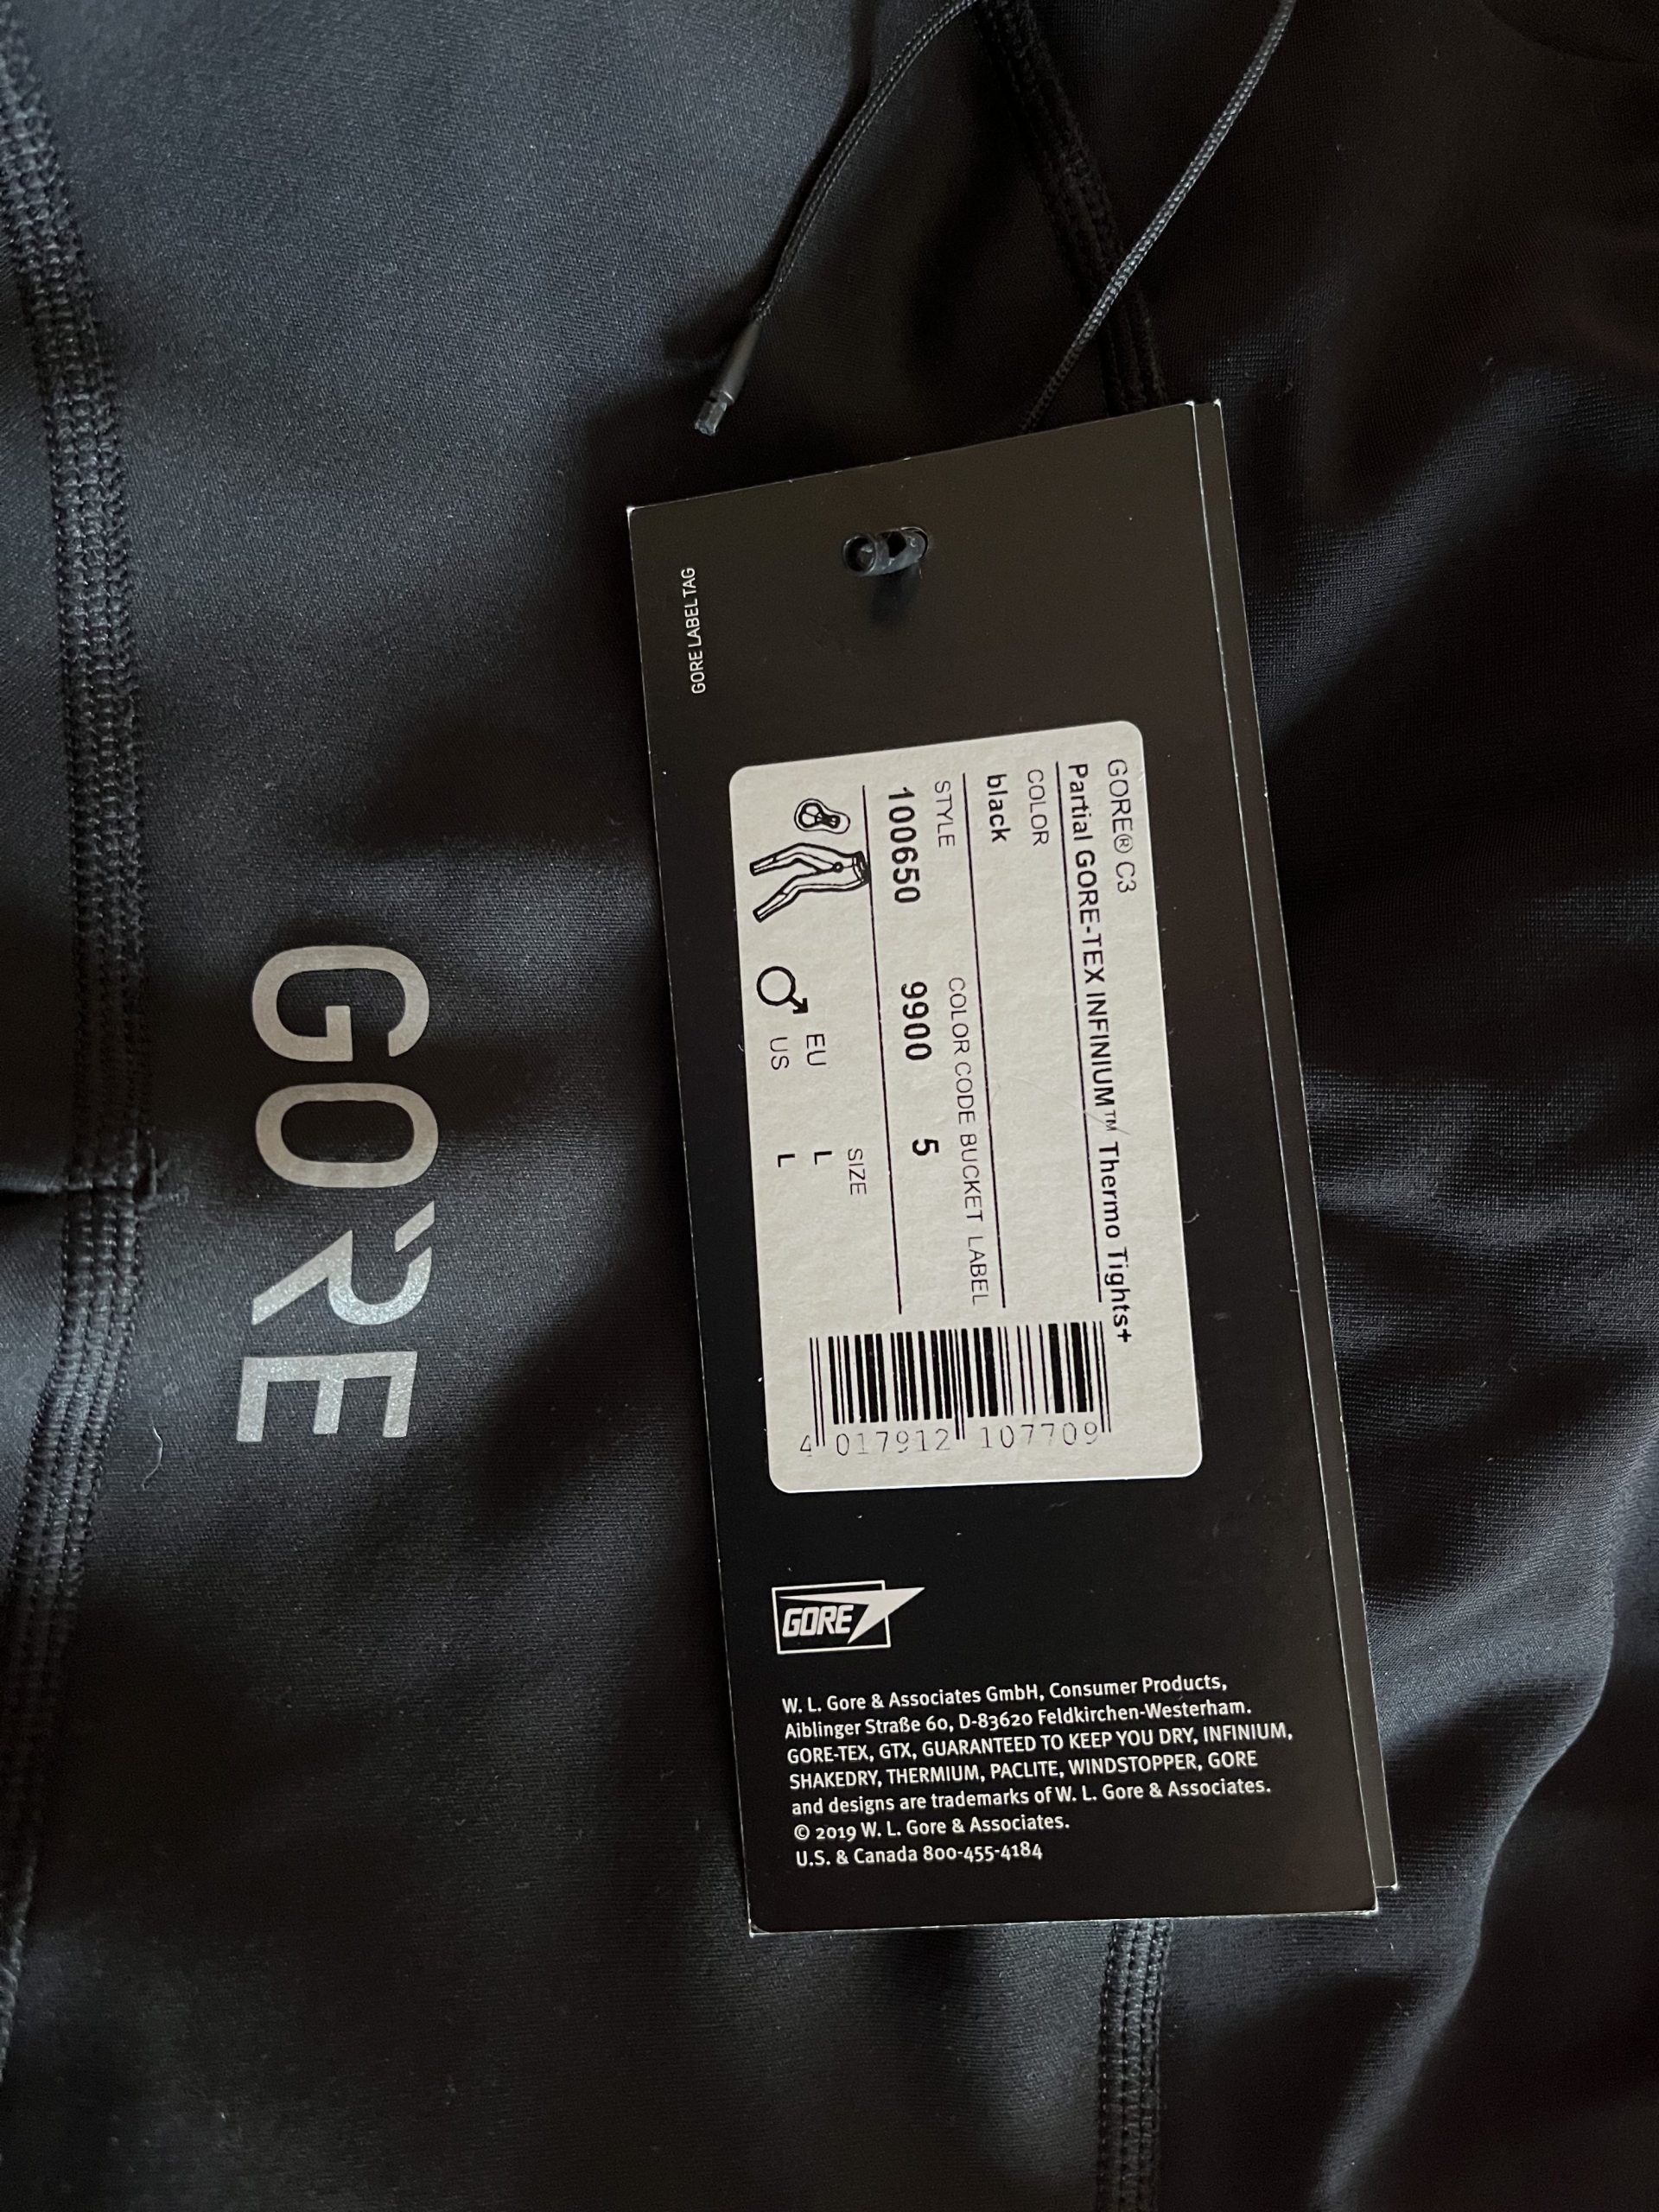 GORE
GORE LABELTAG
GORE® C3
Partial GORE-TEX INFINIUM™ Thermo Tights+
COLOR
black
STYLE COLOR CODE BUCKET LABEL
100650 9900 5
SIZE
EU L
US L
4 017912 107709
GORE
W. L. Gore & Associates GmbH, Consumer Products,
Aiblinger Straße 60, D-83620 Feldkirchen-Westerham.
GORE-TEX, GTX, GUARANTEED TO KEEP YOU DRY, INFINIUM,
SHAKEDRY, THERMIUM, PACLITE, WINDSTOPPER, GORE
and designs are trademarks of W. L. Gore & Associates.
© 2019 W. L. Gore & Associates.
U.S. & Canada 800-455-4184